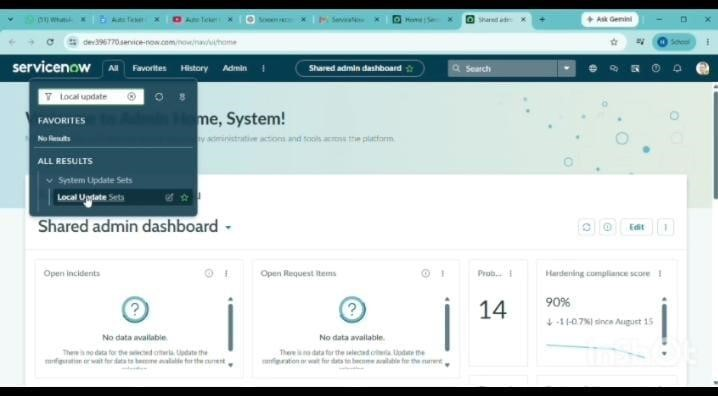 (31) WhatsA
Auto Ticket
Auto Ticket
Screen reco
ServiceNow
Home | Serv
Shared adm
Ask Gemini
dev396770.service-now.com/now/nav/ui/home
School
servicenow
All Favorites History Admin
Shared admin dashboard
Search
Local update
FAVORITES
No Results
ALL RESULTS
System Update Sets
Local Update Sets
Admin Home, System!
administrative actions and tools across the platform.
Shared admin dashboard
Edit
Open Incidents
No data available.
There is no data for the selected criteria. Update the
configuration or wait for data to become available for the current
Open Request Items
No data available.
There is no data for the selected criteria. Update the
configuration or wait for data to become available for the current
Prob...
14
Hardening compliance score
90%
-1 (-0.7%) since August 15
InShot